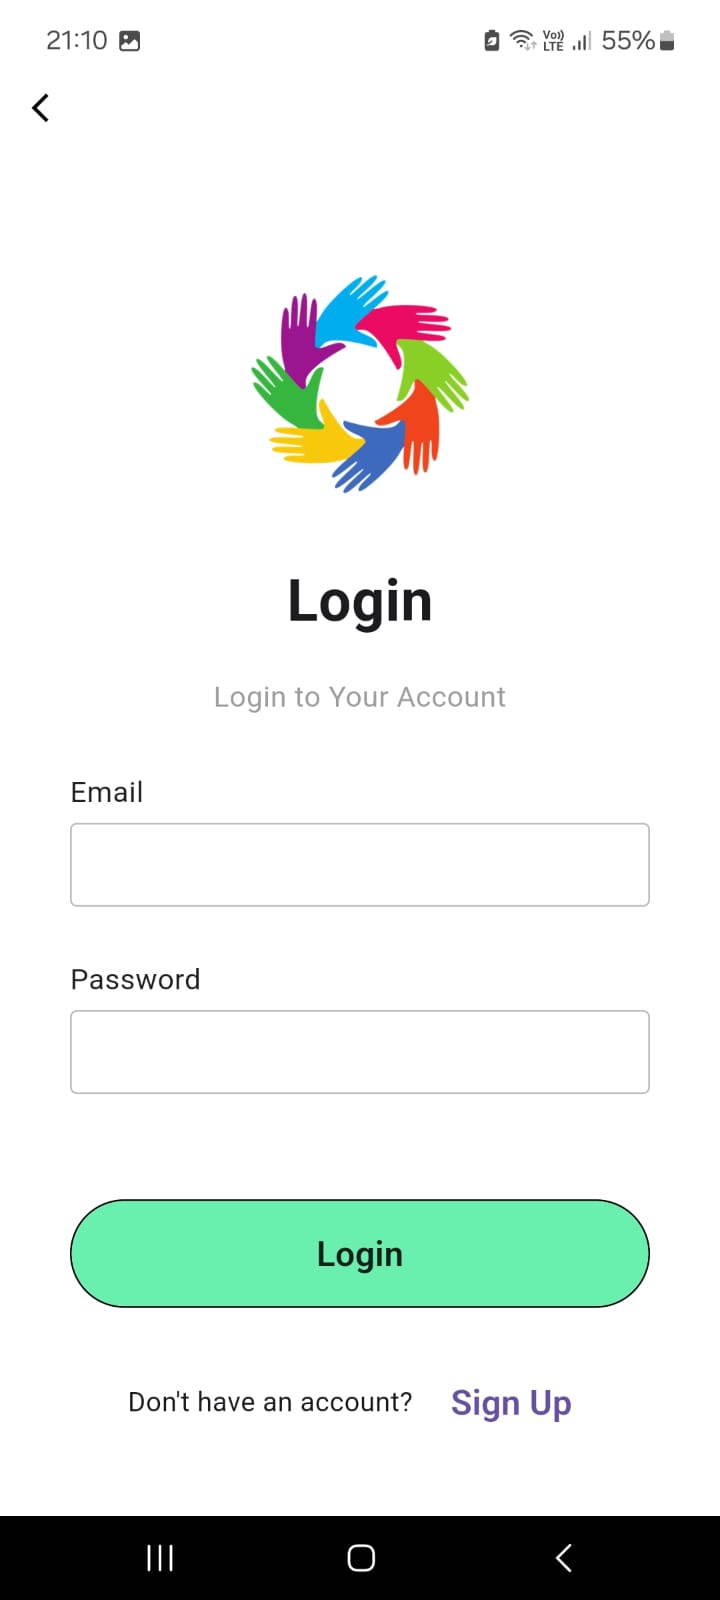 21:10 Vo)) LTE 55%
Login
Login to Your Account
Email
Password
Login
Don't have an account? Sign Up